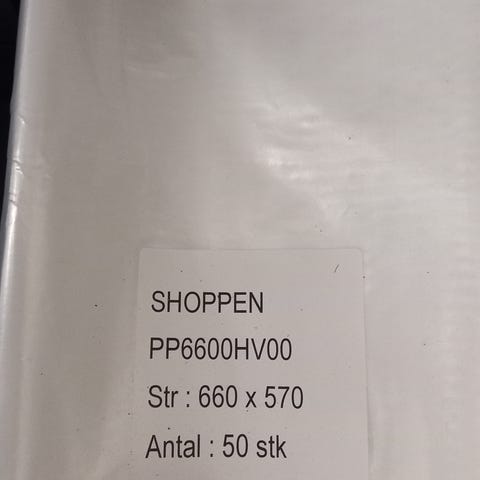 SHOPPEN
PP6600HV00
Str : 660 x 570
Antal : 50 stk